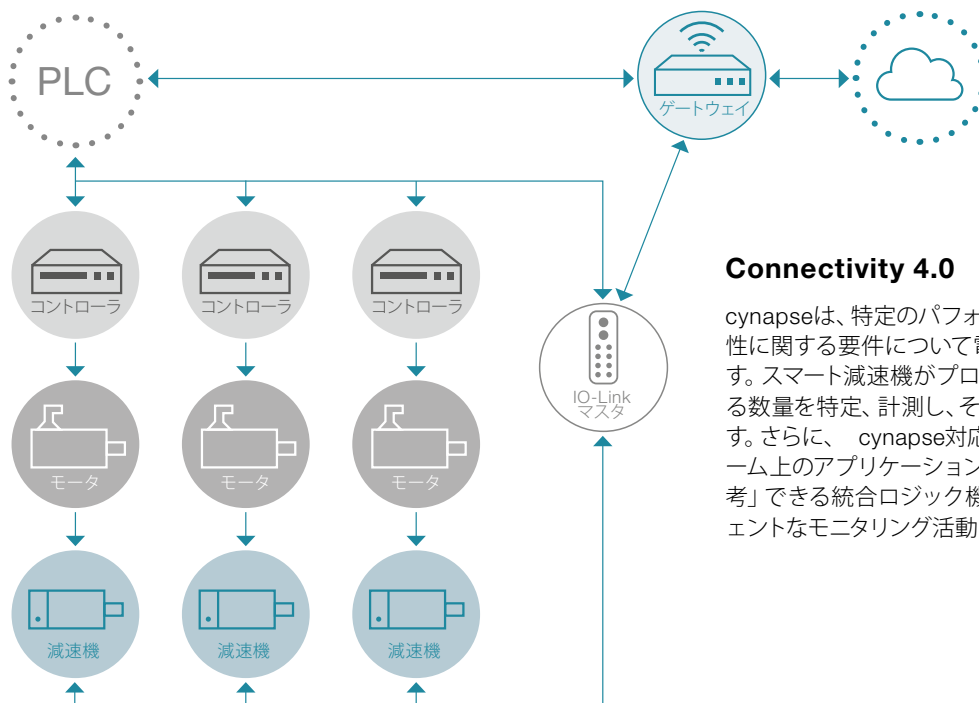 PLC
ゲートウェイ
コントローラ
コントローラ
コントローラ
IO-Link
マスタ
モータ
モータ
モータ
減速機
減速機
減速機
Connectivity 4.0
cynapseは、特定のパフォ
性に関する要件について
す。スマート減速機がプロ
る数量を特定、計測し、そ
す。さらに、 cynapse対応
ーム上のアプリケーション
考」できる統合ロジック機
ェントなモニタリング活動